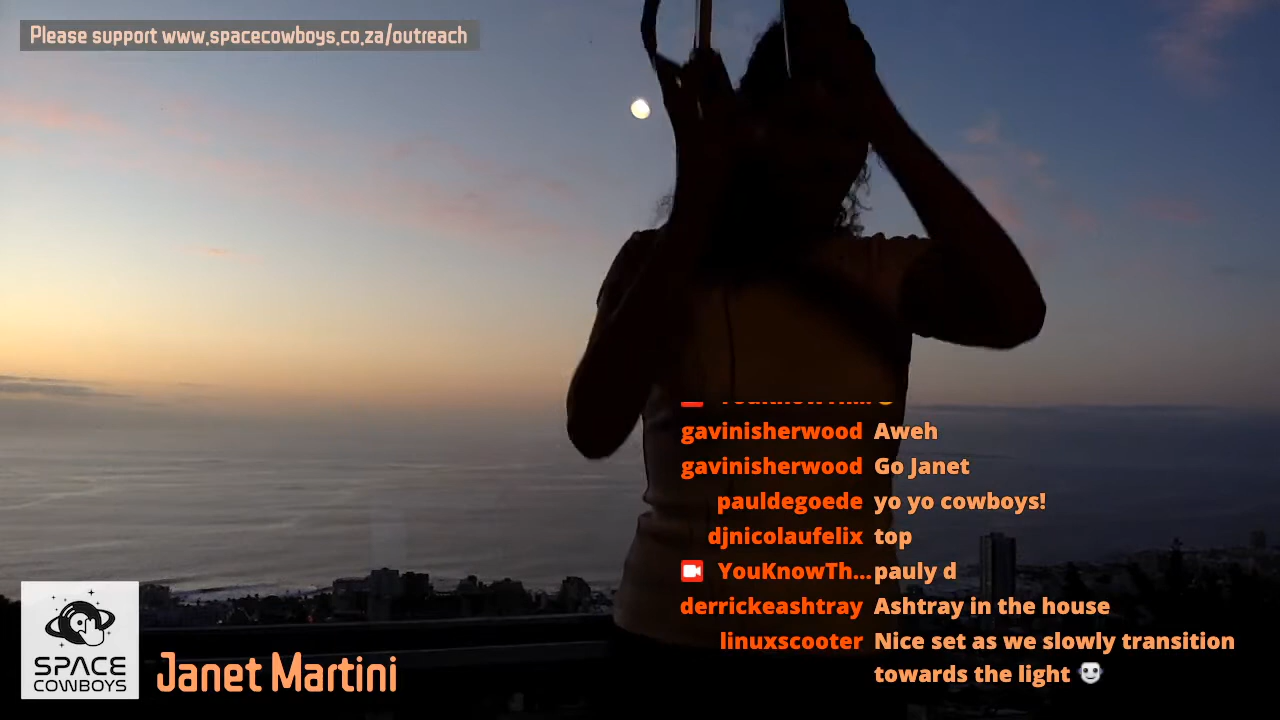 Please support www.spacecowboys.co.za/outreach
gavinisherwood Aweh
gavinisherwood Go Janet
pauldegoede yo yo cowboys!
djnicolaufelix top
YouKnowTh... pauly d
derrickeashtray Ashtray in the house
linuxscooter Nice set as we slowly transition
towards the light
SPACE
COWBOYS
Janet Martini